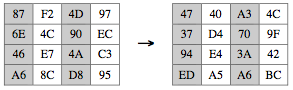 87 F2 4D 97 47 40 A3 4C
6E 4C 90 EC → 37 D4 70 9F
46 E7 4A C3 94 E4 3A 42
A6 8C D8 95 ED A5 A6 BC